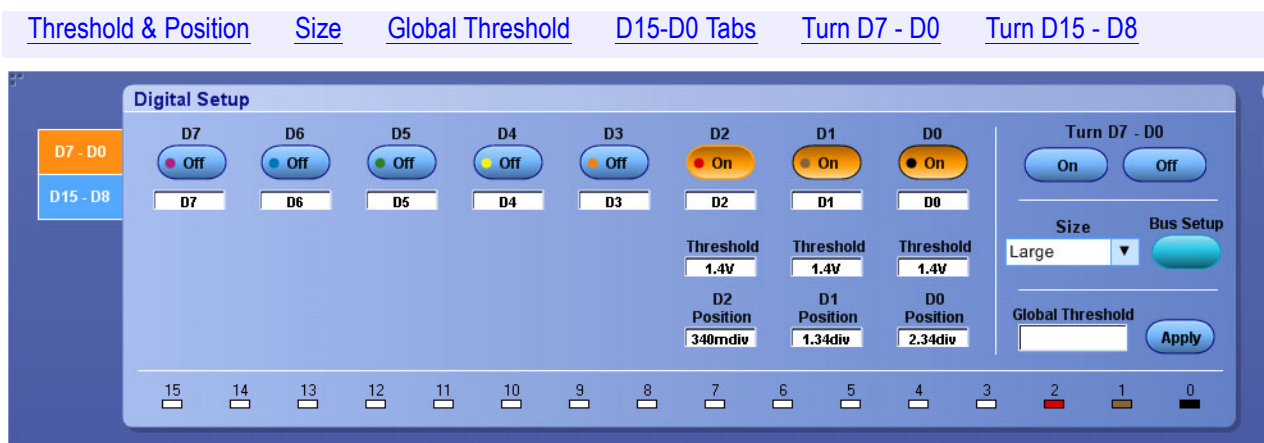 Threshold & Position Size Global Threshold D15-D0 Tabs Turn D7 - D0 Turn D15 - D8
Digital Setup
D7 - D0
D15 - D8
D7 D6 D5 D4 D3 D2 D1 D0
Off Off Off Off Off On On On
D7 D6 D5 D4 D3 D2 D1 D0
Threshold Threshold Threshold
1.4V 1.4V 1.4V
D2 D1 D0
Position Position Position
340mdiv 1.34div 2.34div
Turn D7 - D0
On Off
Size Bus Setup
Large
Global Threshold
Apply
15 14 13 12 11 10 9 8 7 6 5 4 3 2 1 0